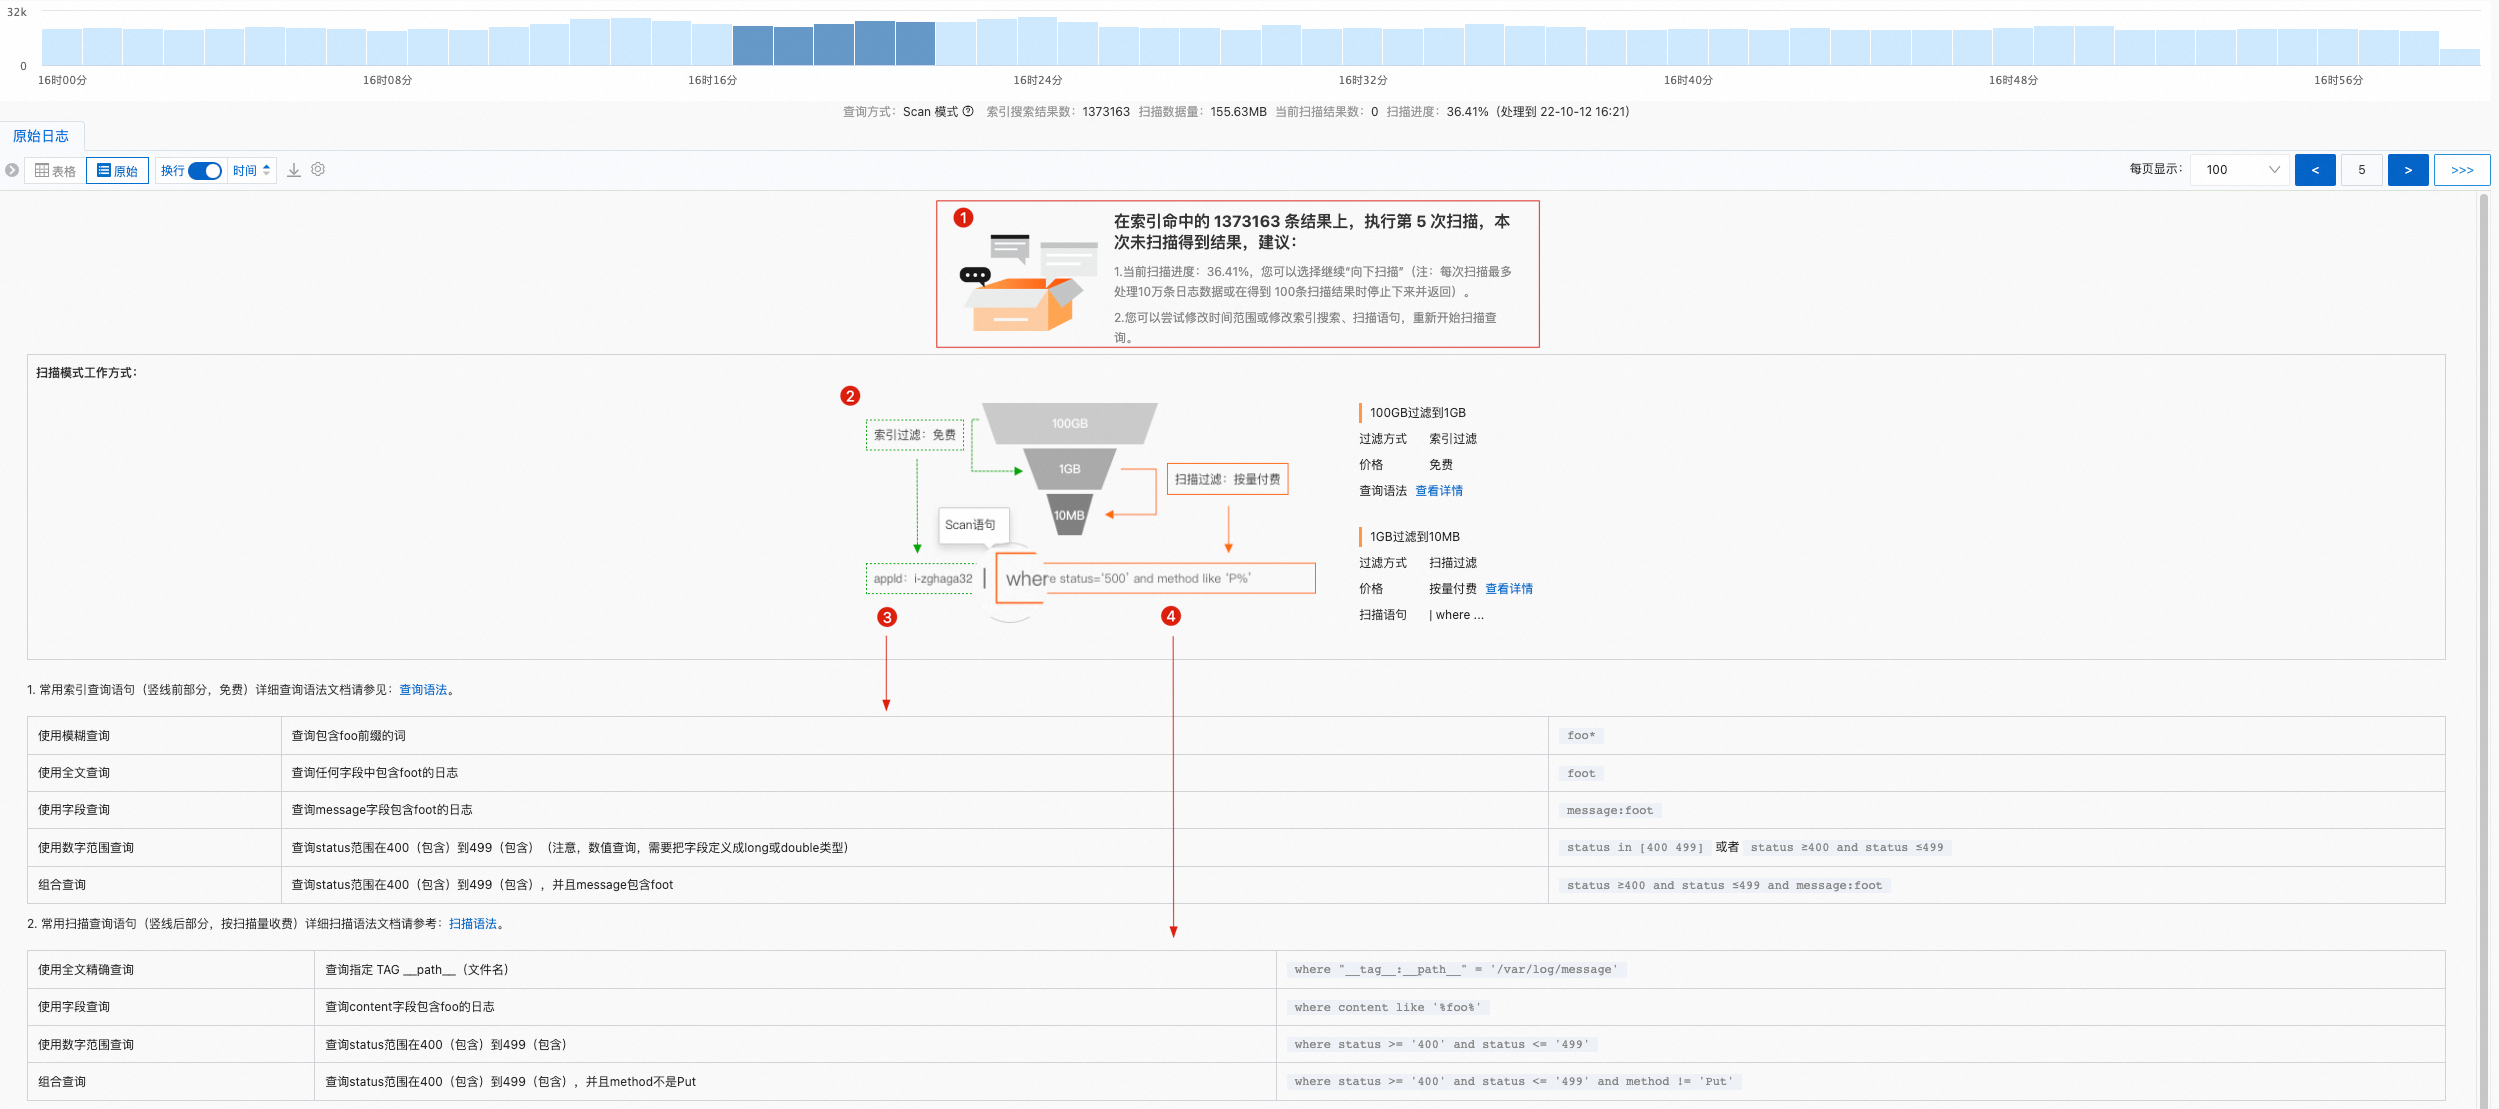 32k
0
16时00分 16时08分 16时16分 16时24分 16时32分 16时40分 16时48分 16时56分
查询方式：Scan 模式 索引搜索结果数：1373163 扫描数据量：155.63MB 当前扫描结果数：0 扫描进度：36.41%（处理到 22-10-12 16:21）
原始日志
表格 原始 换行 时间 每页显示： 100 < 5 > >>>
1
在索引命中的 1373163 条结果上，执行第 5 次扫描，本
次未扫描得到结果，建议：
1.当前扫描进度：36.41%，您可以选择继续“向下扫描”（注：每次扫描最多
处理10万条日志数据或在得到 100条扫描结果时停止下来并返回）。
2.您可以尝试修改时间范围或修改索引搜索、扫描语句，重新开始扫描查
询。
扫描模式工作方式：
2
索引过滤：免费
100GB
1GB
10MB
扫描过滤：按量付费
Scan语句
appId：i-zghaga32 | where status=‘500’ and method like ‘P%’
3
4
100GB过滤到1GB
过滤方式 索引过滤
价格 免费
查询语法 查看详情
1GB过滤到10MB
过滤方式 扫描过滤
价格 按量付费 查看详情
扫描语句 | where ...
1. 常用索引查询语句（竖线前部分，免费）详细查询语法文档请参见：查询语法。
使用模糊查询 查询包含foo前缀的词 foo*
使用全文查询 查询任何字段中包含foot的日志 foot
使用字段查询 查询message字段包含foot的日志 message:foot
使用数字范围查询 查询status范围在400（包含）到499（包含）（注意，数值查询，需要把字段定义成long或double类型） status in [400 499] 或者 status ≥400 and status ≤499
组合查询 查询status范围在400（包含）到499（包含），并且message包含foot status ≥400 and status ≤499 and message:foot
2. 常用扫描查询语句（竖线后部分，按扫描量收费）详细扫描语法文档请参考：扫描语法。
使用全文精确查询 查询指定 TAG __path__（文件名） where "__tag__:__path__" = '/var/log/message'
使用字段查询 查询content字段包含foo的日志 where content like '%foo%'
使用数字范围查询 查询status范围在400（包含）到499（包含） where status >= '400' and status <= '499'
组合查询 查询status范围在400（包含）到499（包含），并且method不是Put where status >= '400' and status <= '499' and method != 'Put'